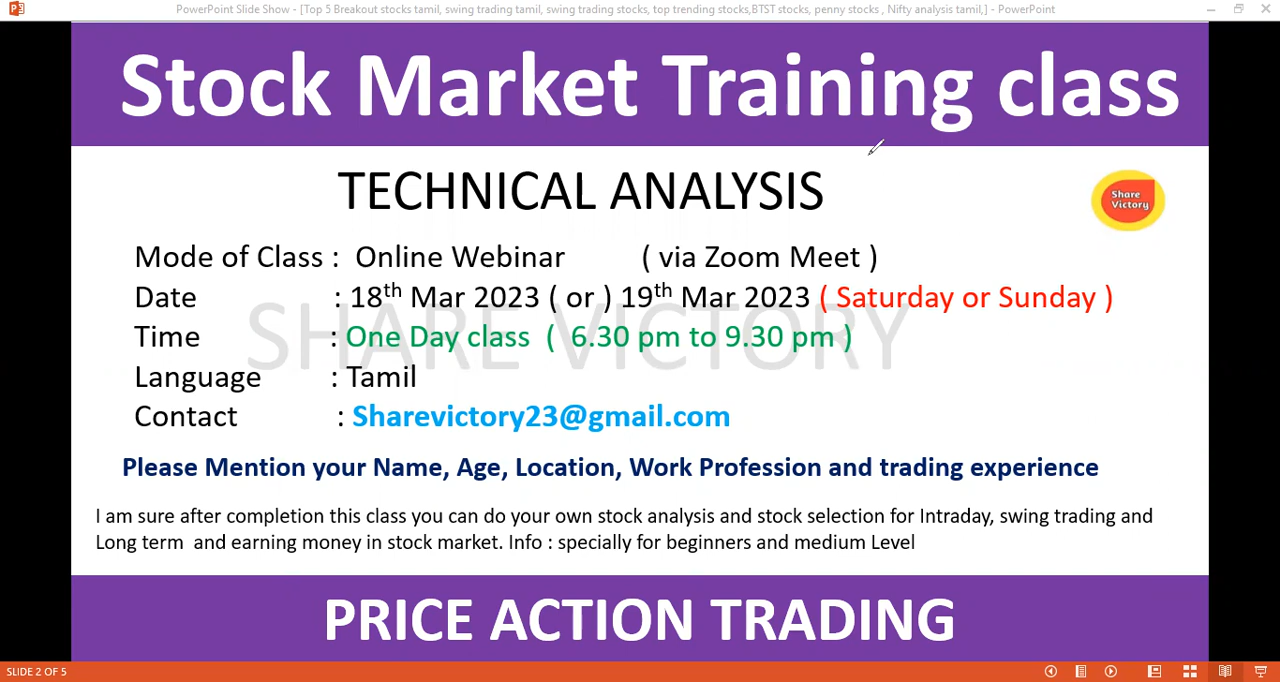 PowerPoint Slide Show - [Top 5 Breakout stocks tamil, swing trading tamil, swing trading stocks, top trending stocks,BTST stocks, penny stocks , Nifty analysis tamil,] - PowerPoint
Stock Market Training class
TECHNICAL ANALYSIS
Share
Victory
Mode of Class : Online Webinar ( via Zoom Meet )
Date : 18th Mar 2023 ( or ) 19th Mar 2023 ( Saturday or Sunday )
SHARE VICTORY
Time : One Day class ( 6.30 pm to 9.30 pm )
Language : Tamil
Contact : Sharevictory23@gmail.com
Please Mention your Name, Age, Location, Work Profession and trading experience
I am sure after completion this class you can do your own stock analysis and stock selection for Intraday, swing trading and
Long term and earning money in stock market. Info : specially for beginners and medium Level
PRICE ACTION TRADING
SLIDE 2 OF 5